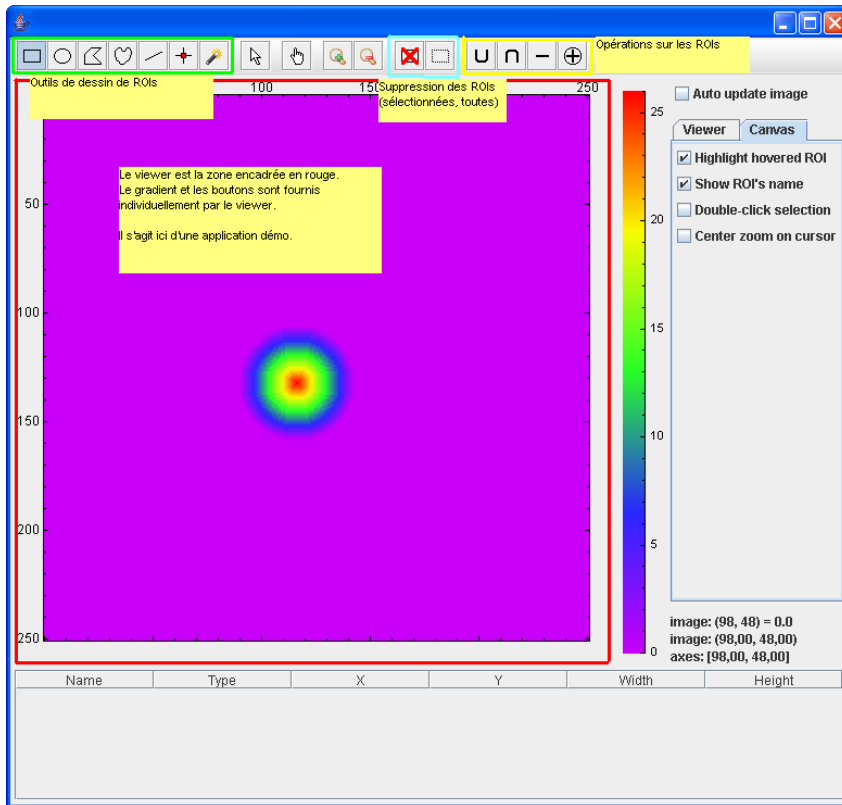 Opérations sur les ROIs
Outils de dessin de ROIs
Suppression des ROIs
(sélectionnées, toutes)
100
150
250
50
100
150
200
250
Le viewer est la zone encadrée en rouge.
Le gradient et les boutons sont fournis
individuellement par le viewer.
Il s'agit ici d'une application démo.
25
20
15
10
5
0
Auto update image
Viewer Canvas
Highlight hovered ROI
Show ROI's name
Double-click selection
Center zoom on cursor
image: (98, 48) = 0.0
image: (98,00, 48,00)
axes: [98,00, 48,00]
Name Type X Y Width Height